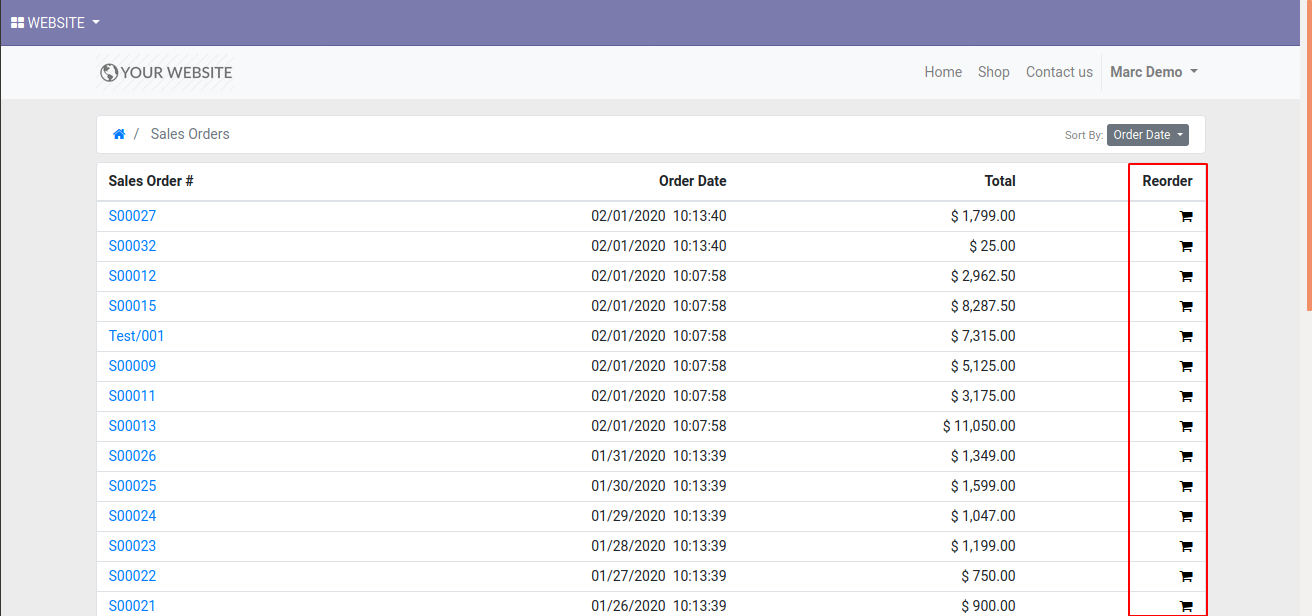 WEBSITE
YOUR WEBSITE Home Shop Contact us Marc Demo
/ Sales Orders Sort By: Order Date
Sales Order # Order Date Total Reorder
S00027 02/01/2020 10:13:40 $ 1,799.00
S00032 02/01/2020 10:13:40 $ 25.00
S00012 02/01/2020 10:07:58 $ 2,962.50
S00015 02/01/2020 10:07:58 $ 8,287.50
Test/001 02/01/2020 10:07:58 $ 7,315.00
S00009 02/01/2020 10:07:58 $ 5,125.00
S00011 02/01/2020 10:07:58 $ 3,175.00
S00013 02/01/2020 10:07:58 $ 11,050.00
S00026 01/31/2020 10:13:39 $ 1,349.00
S00025 01/30/2020 10:13:39 $ 1,599.00
S00024 01/29/2020 10:13:39 $ 1,047.00
S00023 01/28/2020 10:13:39 $ 1,199.00
S00022 01/27/2020 10:13:39 $ 750.00
S00021 01/26/2020 10:13:39 $ 900.00